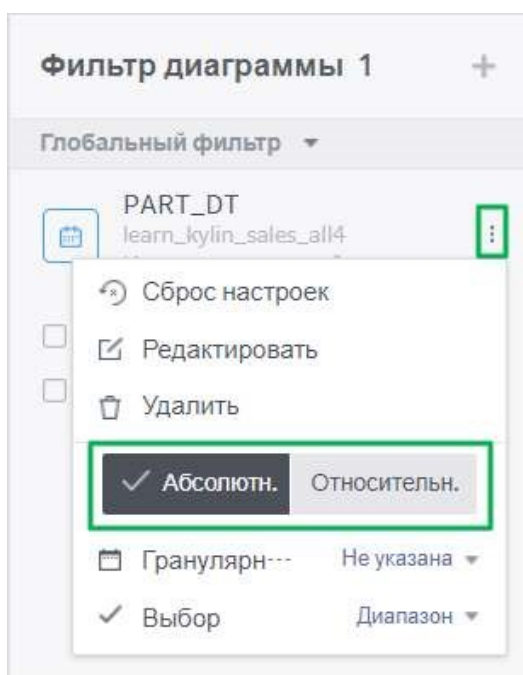 Фильтр диаграммы 1 +
Глобальный фильтр
PART_DT
learn_kylin_sales_all4
Сброс настроек
Редактировать
Удалить
Абсолютн. Относительн.
Гранулярн··· Не указана
Выбор Диапазон